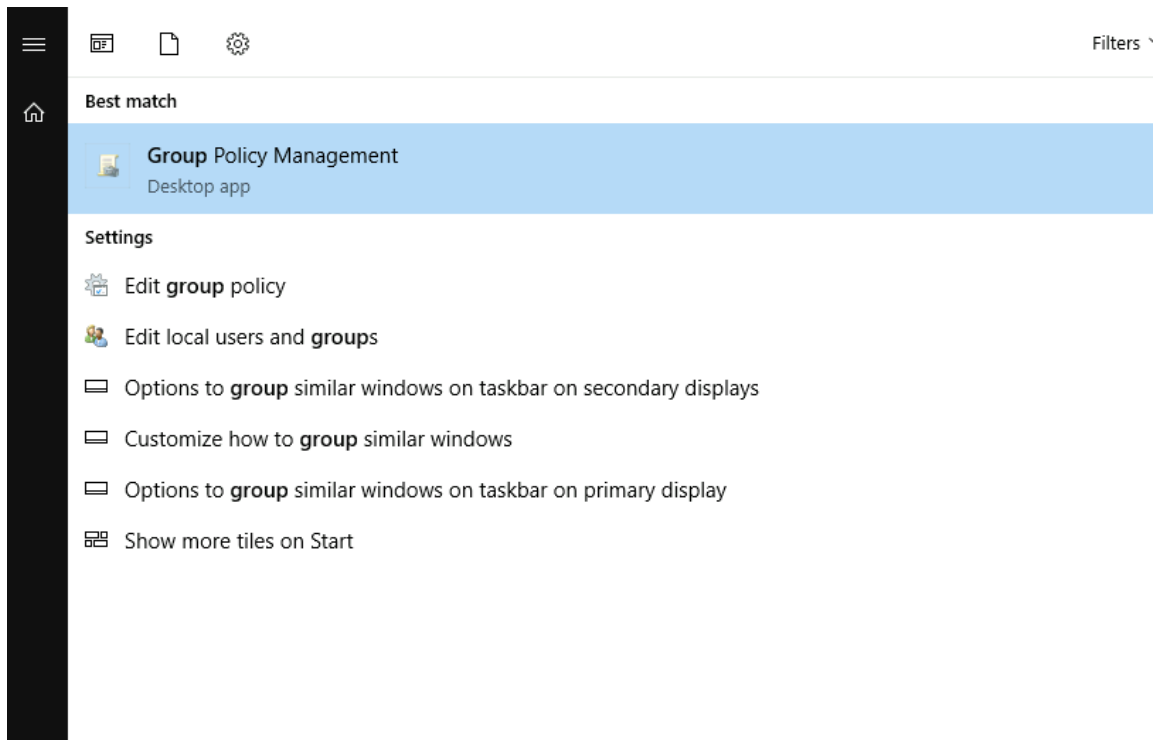 Filters
Best match
Group Policy Management
Desktop app
Settings
Edit group policy
Edit local users and groups
Options to group similar windows on taskbar on secondary displays
Customize how to group similar windows
Options to group similar windows on taskbar on primary display
Show more tiles on Start